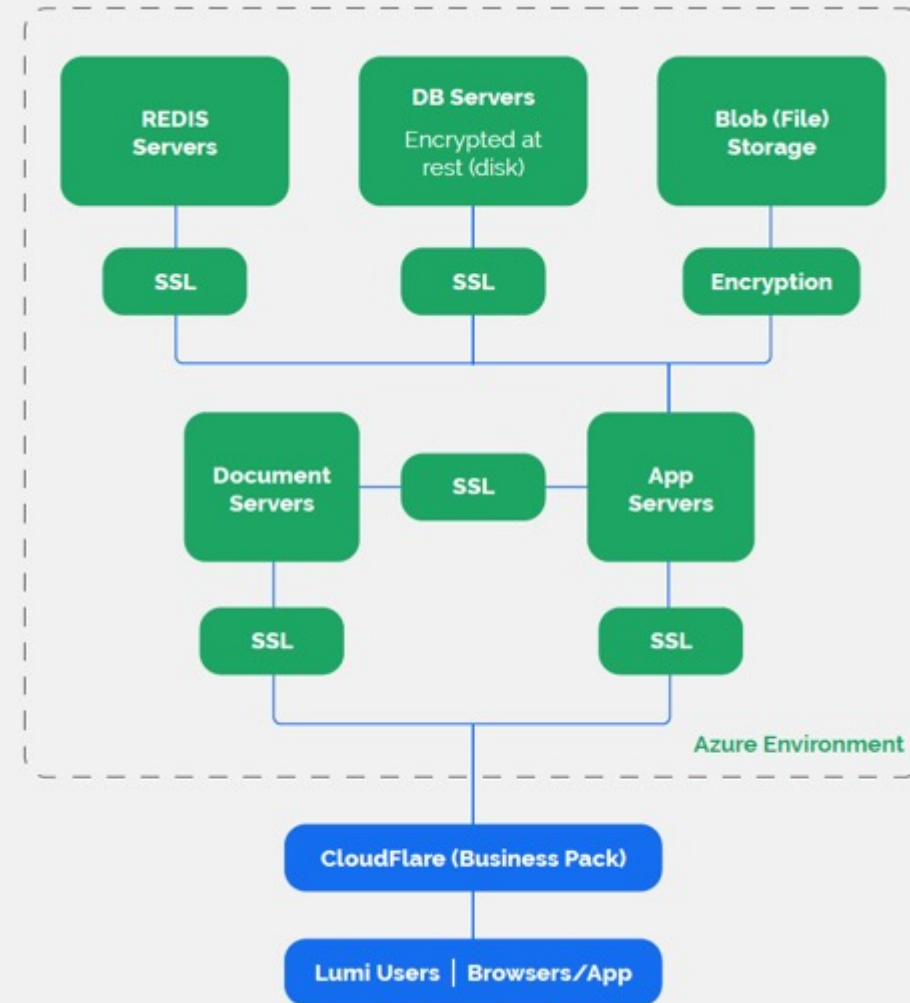 REDIS
Servers
DB Servers
Encrypted at
rest (disk)
Blob (File)
Storage
SSL
SSL
Encryption
Document
Servers
SSL
App
Servers
SSL
SSL
Azure Environment
CloudFlare (Business Pack)
Lumi Users | Browsers/App